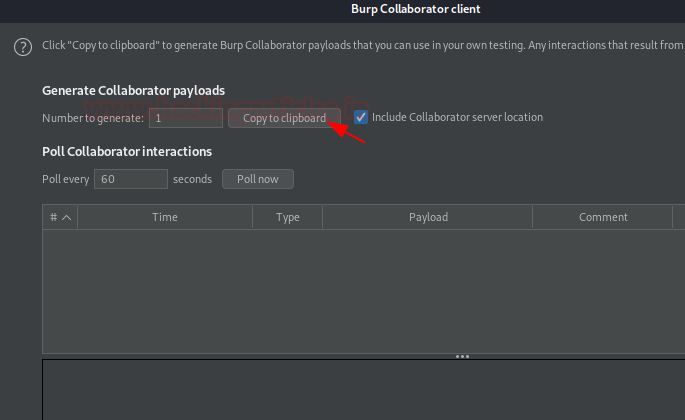 Burp Collaborator client
Click "Copy to clipboard" to generate Burp Collaborator payloads that you can use in your own testing. Any interactions that result from
Generate Collaborator payloads
Number to generate: 1 Copy to clipboard Include Collaborator server location
Poll Collaborator interactions
Poll every 60 seconds Poll now
# Time Type Payload Comment